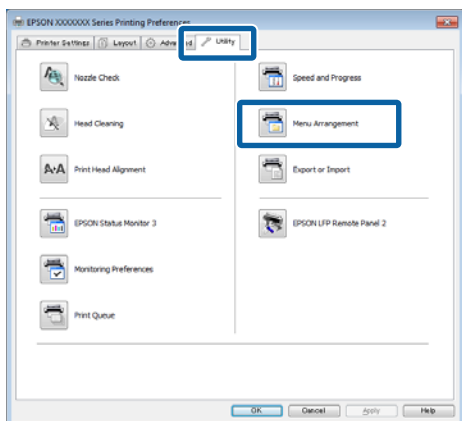 EPSON XXXXXXX Series Printing Preferences
Printer Settings Layout Utility
Nozzle Check
Speed and Progress
Head Cleaning
Menu Arrangement
A+A Print Head Alignment
Export or Import
EPSON Status Monitor 3
EPSON LFP Remote Panel 2
Monitoring Preferences
Print Queue
OK Cancel Apply Help